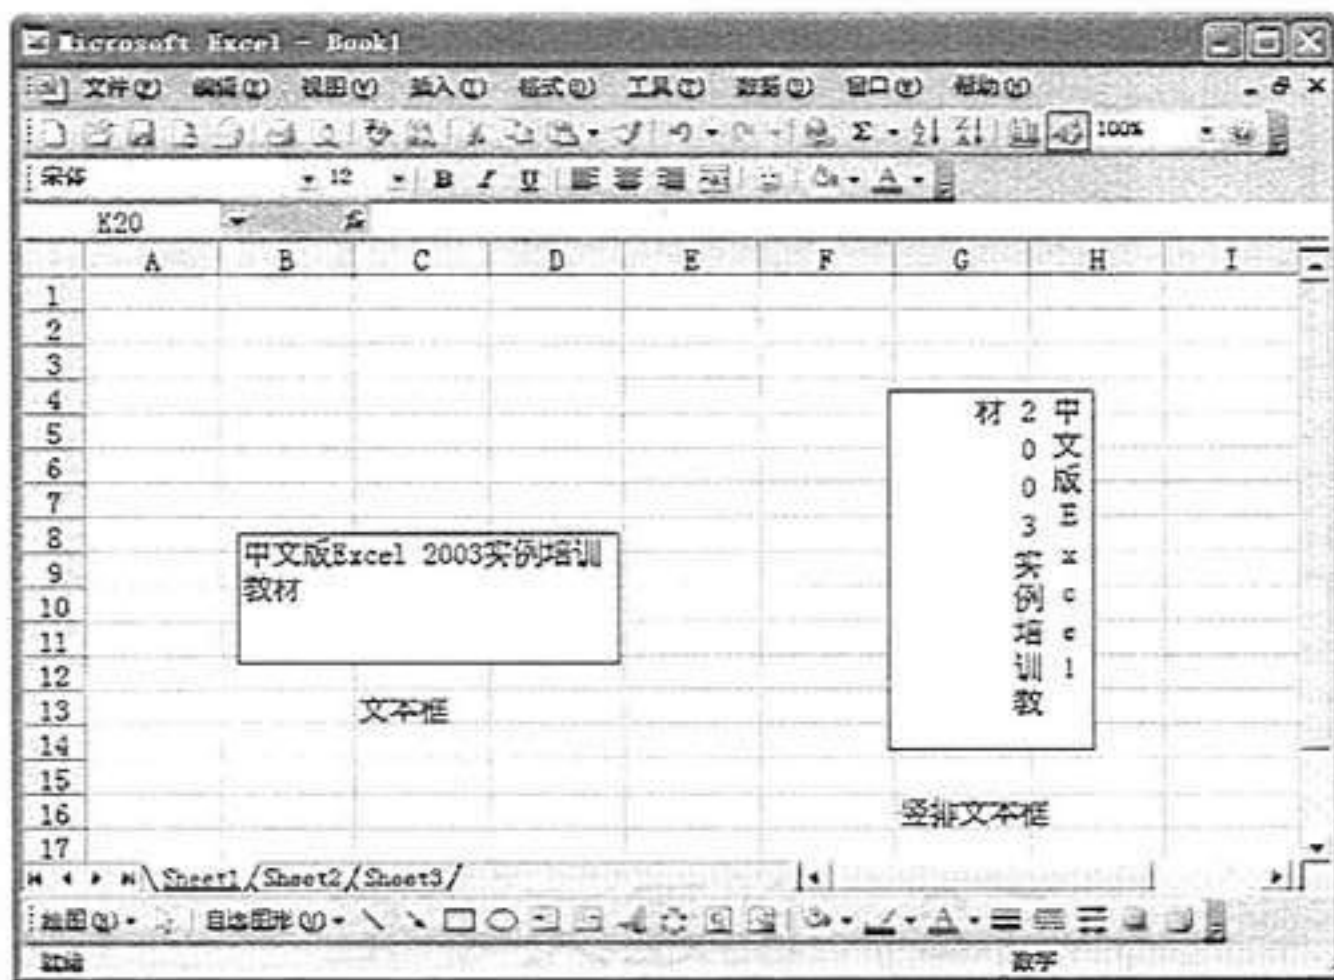 Microsoft Excel - Book1
文件(F) 编辑(E) 视图(V) 插入(I) 格式(O) 工具(T) 数据(D) 窗口(W) 帮助(H)
100%
宋体 12 B I U
K20 fx
A B C D E F G H I
1
2
3
4
5
6
7
8
9
10
11
12
13
14
15
16
17
中文版Excel 2003实例培训
教材
文本框
中文版Excel
2003实例培训教
材
竖排文本框
Sheet1 Sheet2 Sheet3
绘图(R) 自选图形(U)
就绪 数字